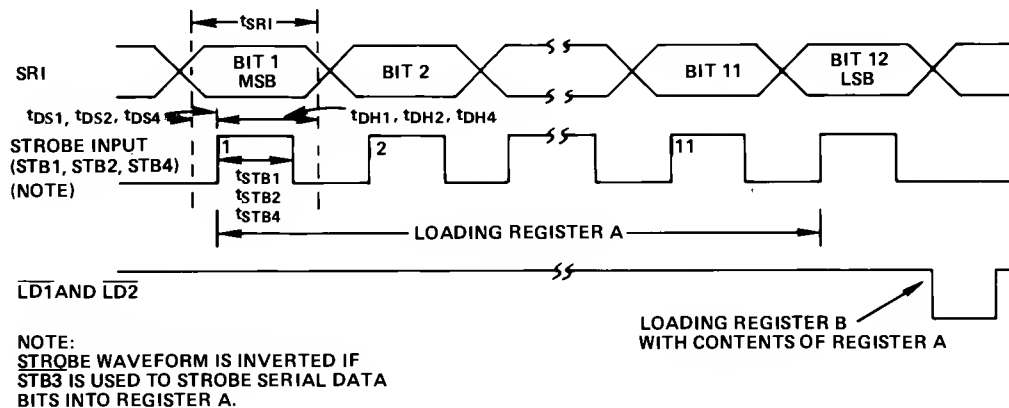 tSRI
SRI
BIT 1
MSB
BIT 2
BIT 11
BIT 12
LSB
tDS1, tDS2, tDS4
tDH1, tDH2, tDH4
STROBE INPUT
(STB1, STB2, STB4)
(NOTE)
1
2
11
tSTB1
tSTB2
tSTB4
LOADING REGISTER A
LD1 AND LD2
LOADING REGISTER B
WITH CONTENTS OF REGISTER A
NOTE:
STROBE WAVEFORM IS INVERTED IF
STB3 IS USED TO STROBE SERIAL DATA
BITS INTO REGISTER A.